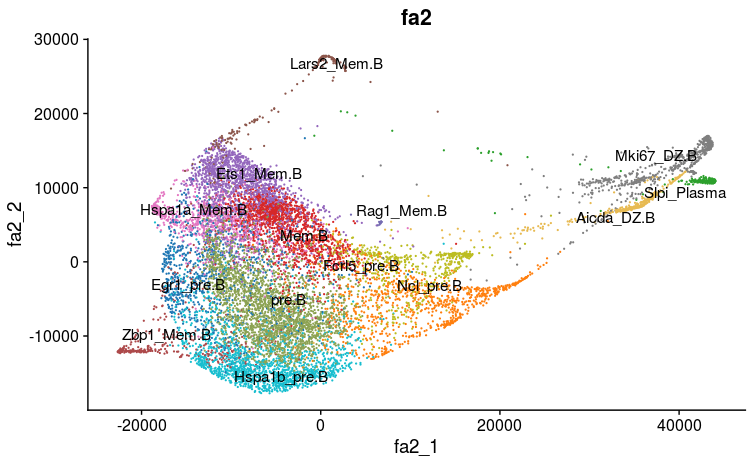 fa2
30000
20000
10000
0
-10000
fa2_2
Lars2_Mem.B
Mki67_DZ.B
Ets1_Mem.B
Slpi_Plasma
Hspa1a_Mem.B
Rag1_Mem.B
Aicda_DZ.B
Mem.B
Fcrl5_pre.B
Egr1_pre.B
Ncl_pre.B
pre.B
Zbp1_Mem.B
Hspa1b_pre.B
-20000 0 20000 40000
fa2_1